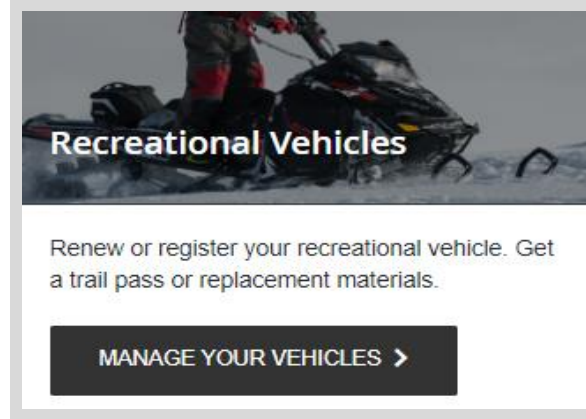 Recreational Vehicles
Renew or register your recreational vehicle. Get
a trail pass or replacement materials.
MANAGE YOUR VEHICLES >